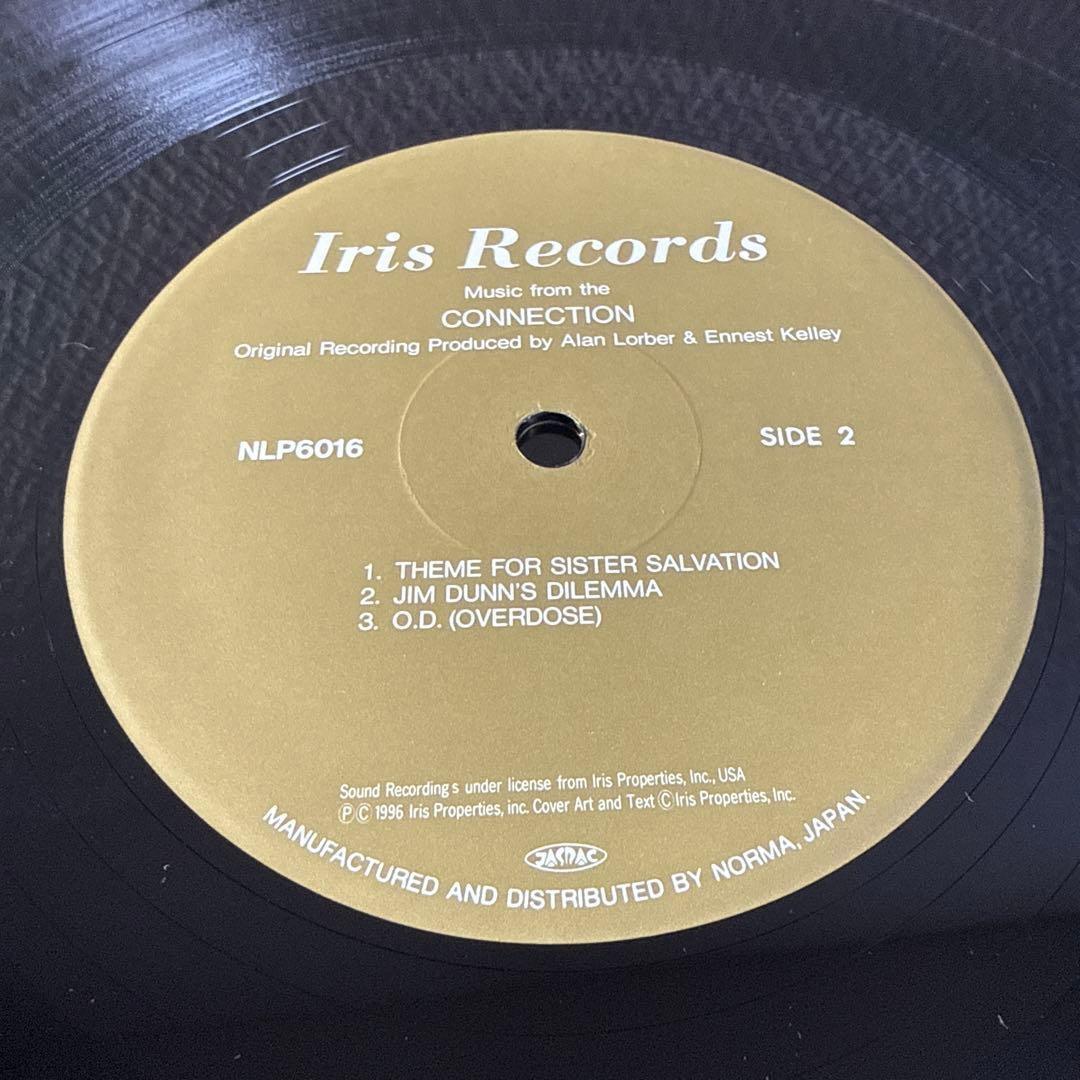 Iris Records
Music from the
CONNECTION
Original Recording Produced by Alan Lorber & Ennest Kelley
NLP6016
SIDE 2
1. THEME FOR SISTER SALVATION
2. JIM DUNN'S DILEMMA
3. O.D. (OVERDOSE)
Sound Recordings under license from Iris Properties, Inc., USA
Ⓟ Ⓒ 1996 Iris Properties, inc. Cover Art and Text Ⓒ Iris Properties, Inc.
JASRAC
MANUFACTURED AND DISTRIBUTED BY NORMA, JAPAN.